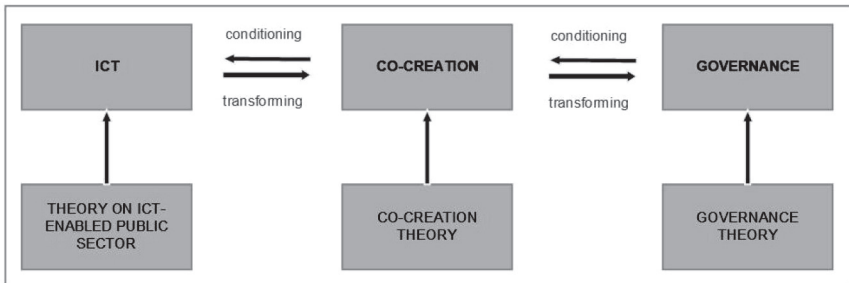 conditioning
conditioning
ICT
CO-CREATION
GOVERNANCE
transforming
transforming
THEORY ON ICT-
ENABLED PUBLIC
SECTOR
CO-CREATION
THEORY
GOVERNANCE
THEORY